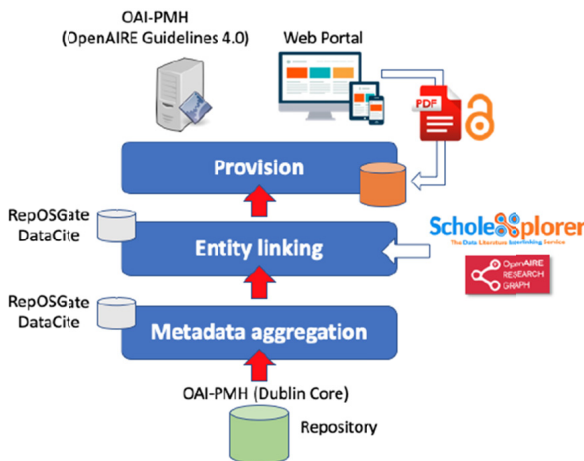 OAI-PMH
(OpenAIRE Guidelines 4.0)
Web Portal
PDF
Provision
RepOSGate
DataCite
Entity linking
ScholeXplorer
The Data Literature Interlinking Service
OpenAIRE
RESEARCH
GRAPH
RepOSGate
DataCite
Metadata aggregation
OAI-PMH (Dublin Core)
Repository